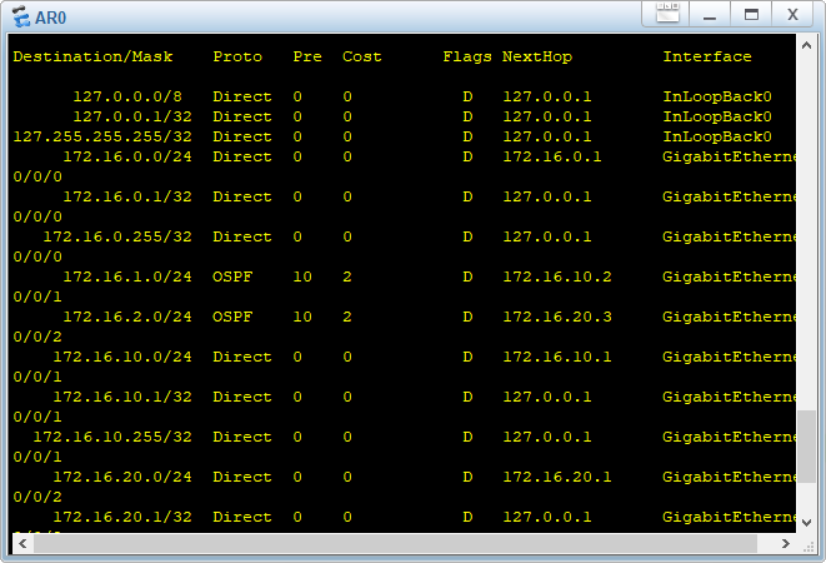 AR0
Destination/Mask Proto Pre Cost Flags NextHop Interface
127.0.0.0/8 Direct 0 0 D 127.0.0.1 InLoopBack0
127.0.0.1/32 Direct 0 0 D 127.0.0.1 InLoopBack0
127.255.255.255/32 Direct 0 0 D 127.0.0.1 InLoopBack0
172.16.0.0/24 Direct 0 0 D 172.16.0.1 GigabitEtherne
0/0/0
172.16.0.1/32 Direct 0 0 D 127.0.0.1 GigabitEtherne
0/0/0
172.16.0.255/32 Direct 0 0 D 127.0.0.1 GigabitEtherne
0/0/0
172.16.1.0/24 OSPF 10 2 D 172.16.10.2 GigabitEtherne
0/0/1
172.16.2.0/24 OSPF 10 2 D 172.16.20.3 GigabitEtherne
0/0/2
172.16.10.0/24 Direct 0 0 D 172.16.10.1 GigabitEtherne
0/0/1
172.16.10.1/32 Direct 0 0 D 127.0.0.1 GigabitEtherne
0/0/1
172.16.10.255/32 Direct 0 0 D 127.0.0.1 GigabitEtherne
0/0/1
172.16.20.0/24 Direct 0 0 D 172.16.20.1 GigabitEtherne
0/0/2
172.16.20.1/32 Direct 0 0 D 127.0.0.1 GigabitEtherne